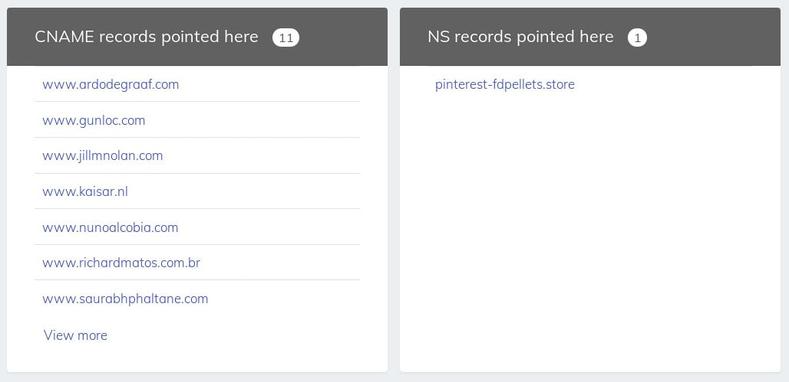 CNAME records pointed here 11
www.ardodegraaf.com
www.gunloc.com
www.jillmnolan.com
www.kaisar.nl
www.nunoalcobia.com
www.richardmatos.com.br
www.saurabhphaltane.com
View more
NS records pointed here 1
pinterest-fdpellets.store